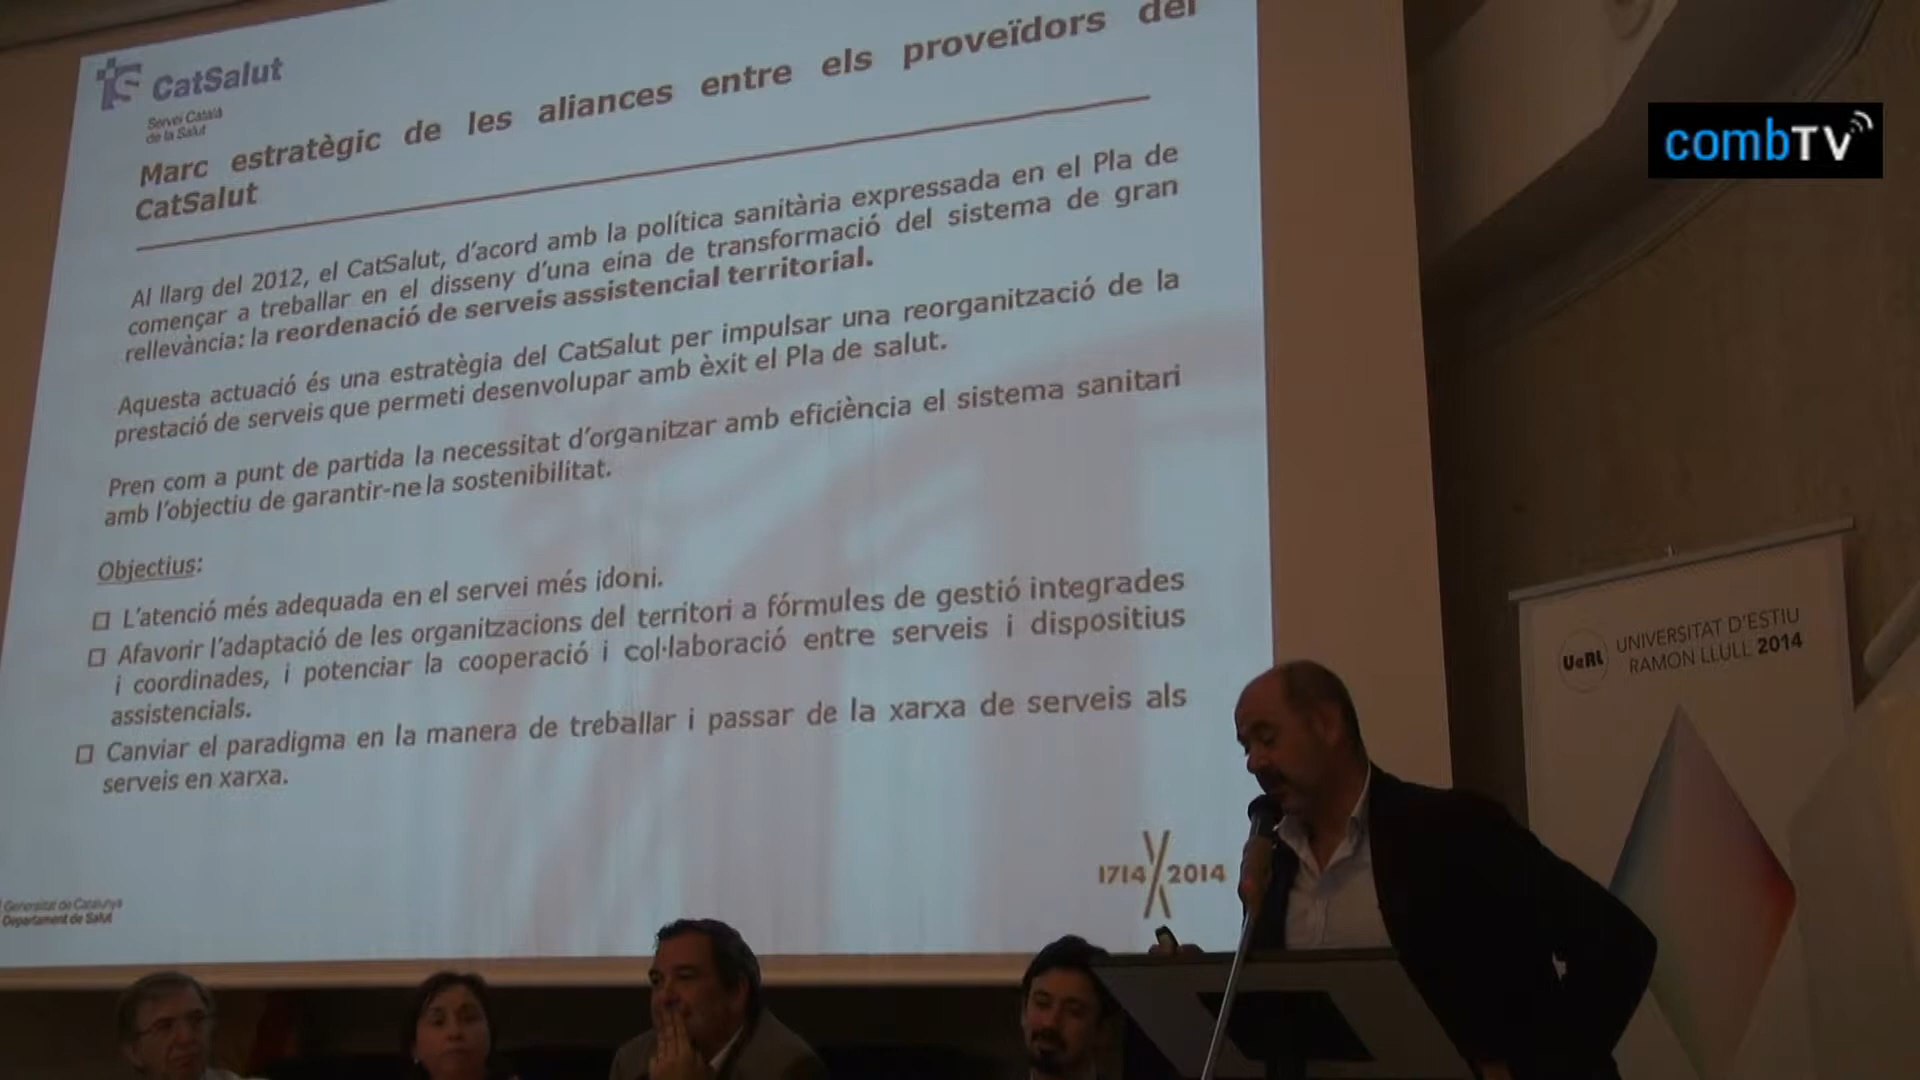 CatSalut
Servei Català
de la Salut
Marc estratègic de les aliances entre els proveïdors del
CatSalut
Al llarg del 2012, el CatSalut, d'acord amb la política sanitària expressada en el Pla de
començar a treballar en el disseny d'una eina de transformació del sistema de gran
rellevància: la reordenació de serveis assistencial territorial.
Aquesta actuació és una estratègia del CatSalut per impulsar una reorganització de la
prestació de serveis que permeti desenvolupar amb èxit el Pla de salut.
Pren com a punt de partida la necessitat d'organitzar amb eficiència el sistema sanitari
amb l'objectiu de garantir-ne la sostenibilitat.
Objectius:
L'atenció més adequada en el servei més idoni.
Afavorir l'adaptació de les organitzacions del territori a fórmules de gestió integrades
i coordinades, i potenciar la cooperació i col·laboració entre serveis i dispositius
assistencials.
Canviar el paradigma en la manera de treballar i passar de la xarxa de serveis als
serveis en xarxa.
1714 2014
Generalitat de Catalunya
Departament de Salut
combTV
UeRL
UNIVERSITAT D'ESTIU
RAMON LLULL 2014